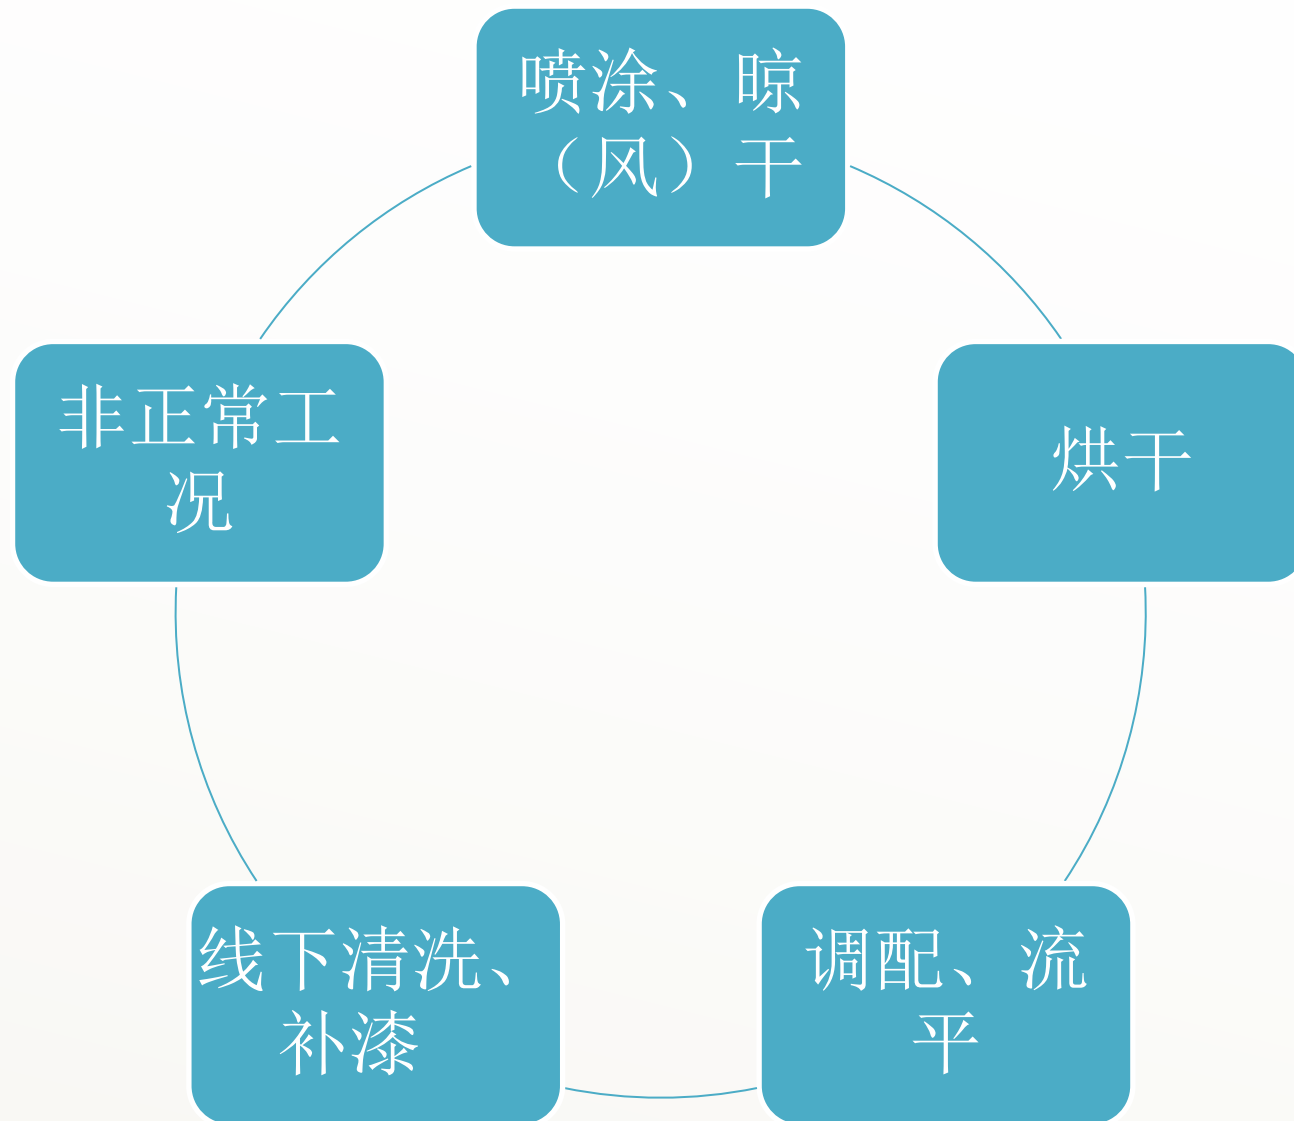 喷涂、晾
（风）干
非正常工
况
烘干
线下清洗、
补漆
调配、流
平